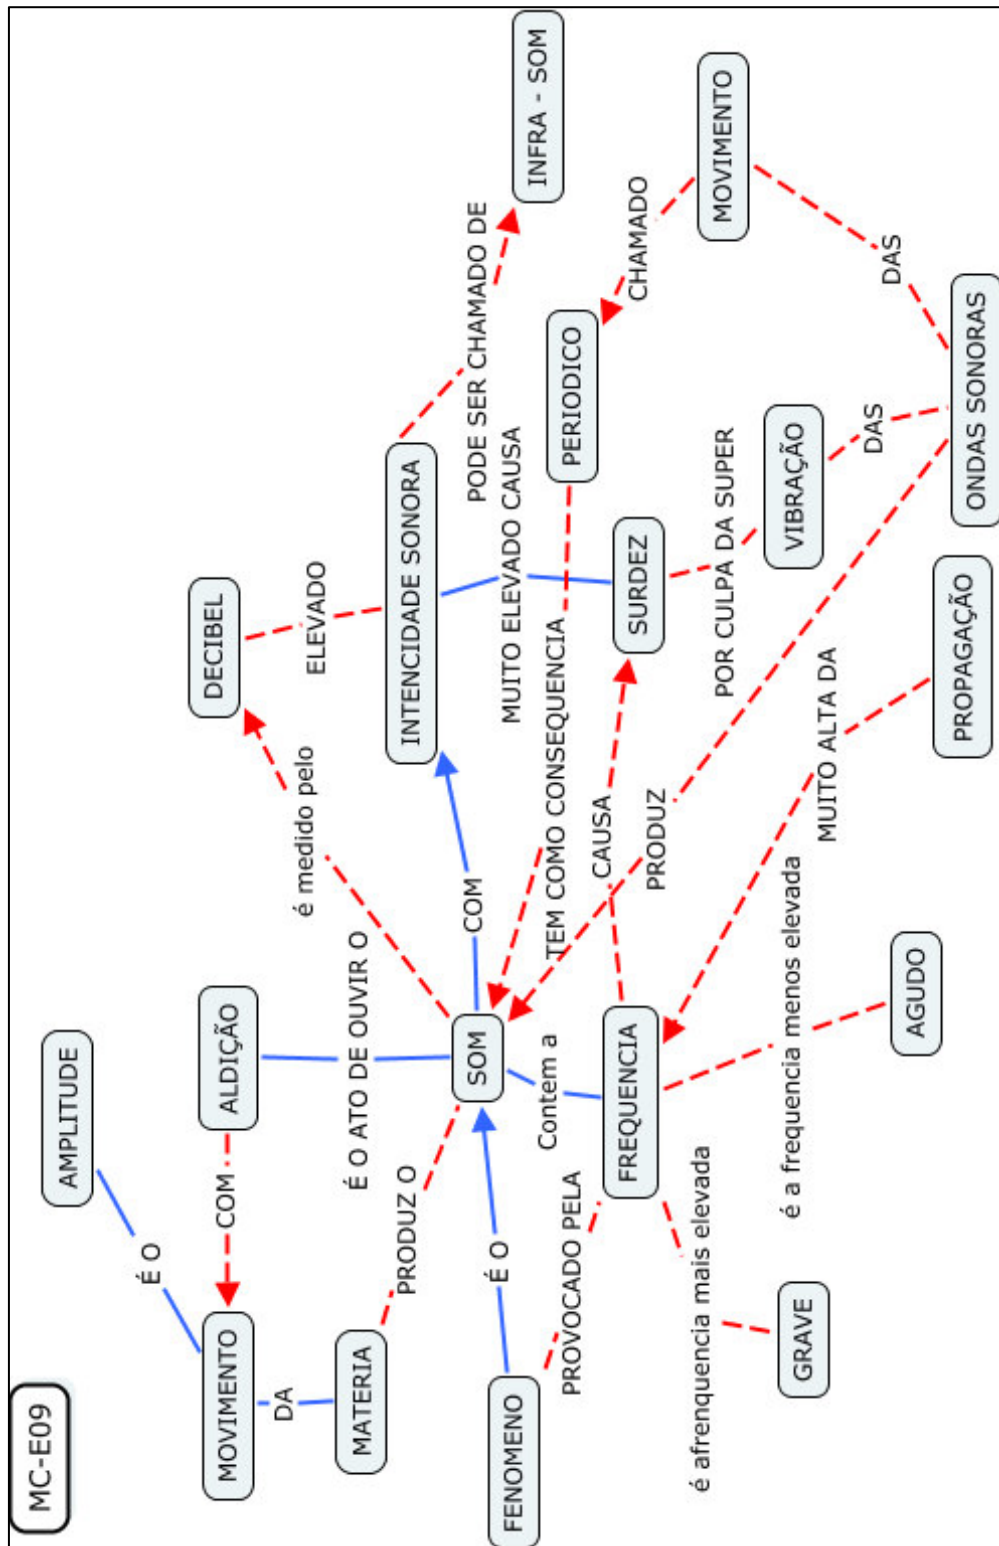 MC-E09
AMPLITUDE
É O
MOVIMENTO
COM
ALDIÇÃO
DA
MATERIA
PRODUZ O
É O ATO DE OUVIR O
é medido pelo
DECIBEL
ELEVADO
INTENCIDADE SONORA
PODE SER CHAMADO DE
INFRA - SOM
FENOMENO
É O
SOM
COM
MUITO ELEVADO CAUSA
TEM COMO CONSEQUENCIA
PERIODICO
CHAMADO
MOVIMENTO
PROVOCADO PELA
Contem a
FREQUENCIA
CAUSA
SURDEZ
PRODUZ
POR CULPA DA SUPER
VIBRAÇÃO
DAS
DAS
é afrenquencia mais elevada
GRAVE
é a frequencia menos elevada
AGUDO
MUITO ALTA DA
PROPAGAÇÃO
ONDAS SONORAS